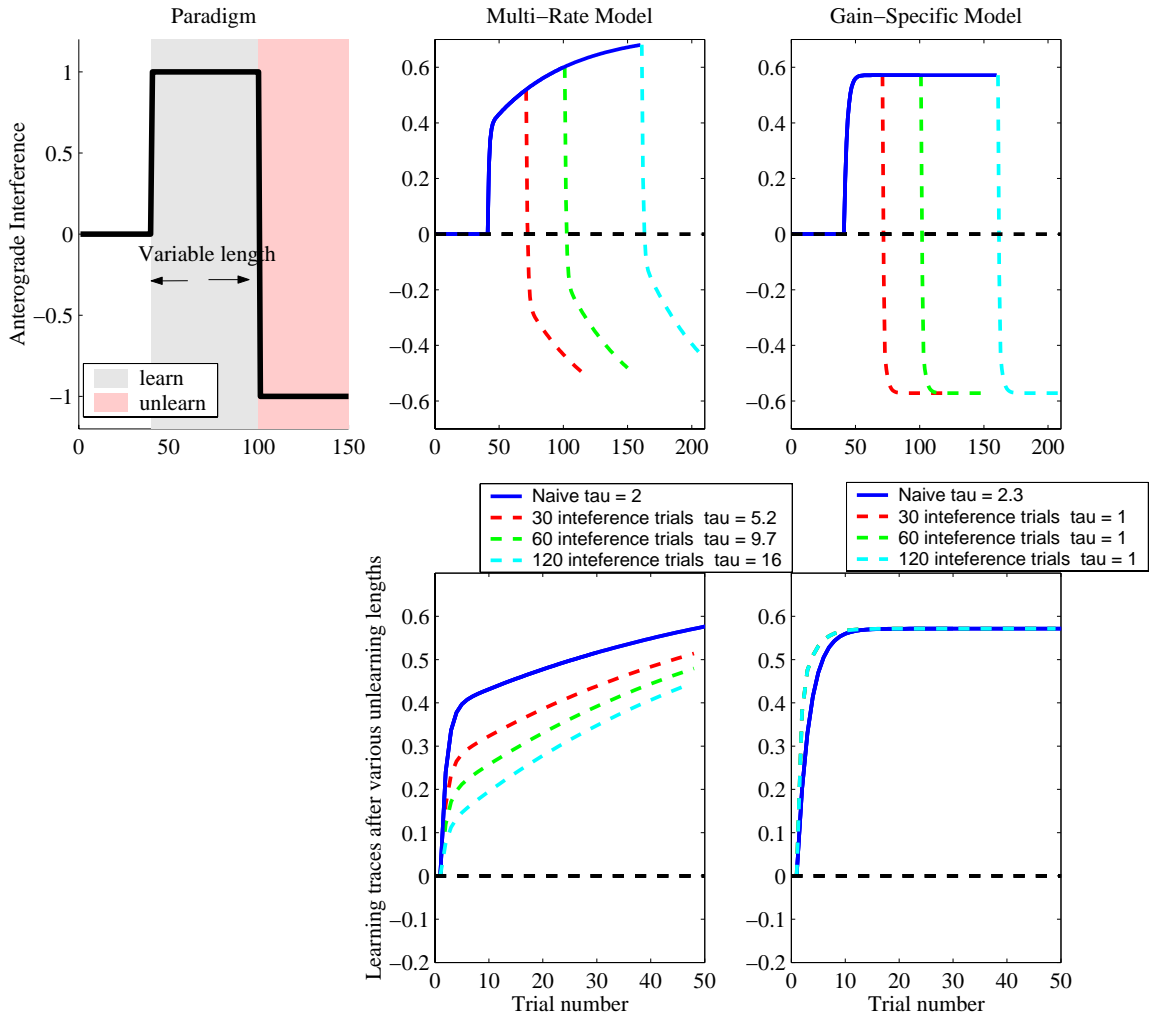 Paradigm
Multi−Rate Model
Gain−Specific Model
Anterograde Interference
1
0.5
0
−0.5
−1
Variable length
learn
unlearn
0 50 100 150
0.6
0.4
0.2
0
−0.2
−0.4
−0.6
0 50 100 150 200
0.6
0.4
0.2
0
−0.2
−0.4
−0.6
0 50 100 150 200
Naive tau = 2
30 inteference trials tau = 5.2
60 inteference trials tau = 9.7
120 inteference trials tau = 16
Naive tau = 2.3
30 inteference trials tau = 1
60 inteference trials tau = 1
120 inteference trials tau = 1
Learning traces after various unlearning lengths
0.6
0.5
0.4
0.3
0.2
0.1
0
−0.1
−0.2
0 10 20 30 40 50
Trial number
0.6
0.5
0.4
0.3
0.2
0.1
0
−0.1
−0.2
0 10 20 30 40 50
Trial number